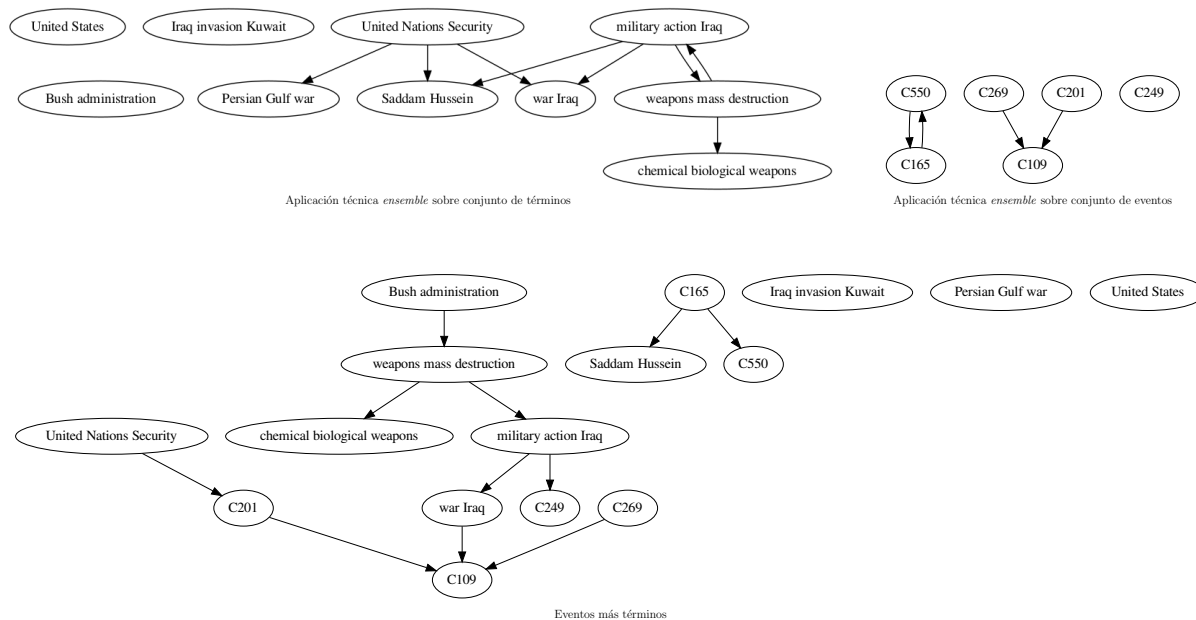 United States
Iraq invasion Kuwait
United Nations Security
military action Iraq
Bush administration
Persian Gulf war
Saddam Hussein
war Iraq
weapons mass destruction
chemical biological weapons
Aplicación técnica ensemble sobre conjunto de términos
C550
C269
C201
C249
C165
C109
Aplicación técnica ensemble sobre conjunto de eventos
Bush administration
C165
Iraq invasion Kuwait
Persian Gulf war
United States
weapons mass destruction
Saddam Hussein
C550
United Nations Security
chemical biological weapons
military action Iraq
C201
war Iraq
C249
C269
C109
Eventos más términos